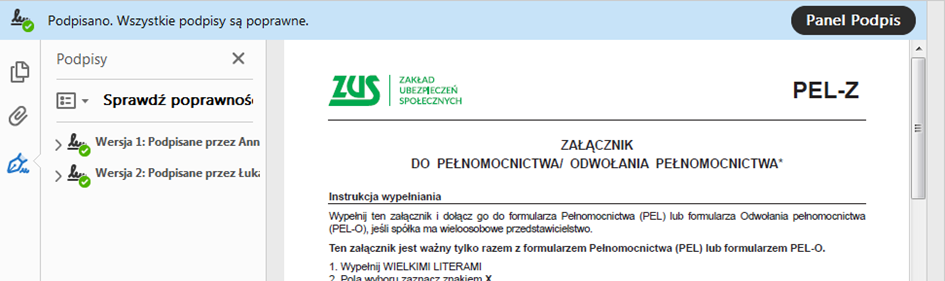 Podpisano. Wszystkie podpisy są poprawne.
Panel Podpis
Podpisy
Sprawdź poprawnoś
Wersja 1: Podpisane przez Ann
Wersja 2: Podpisane przez Łuka
ZUS
ZAKŁAD
UBEZPIECZEŃ
SPOŁECZNYCH
PEL-Z
ZAŁĄCZNIK
DO PEŁNOMOCNICTWA/ ODWOŁANIA PEŁNOMOCNICTWA*
Instrukcja wypełniania
Wypełnij ten załącznik i dołącz go do formularza Pełnomocnictwa (PEL) lub formularza Odwołania pełnomocnictwa
(PEL-O), jeśli spółka ma wieloosobowe przedstawicielstwo.
Ten załącznik jest ważny tylko razem z formularzem Pełnomocnictwa (PEL) lub formularzem PEL-O.
1. Wypełnij WIELKIMI LITERAMI
2. Pola wyboru zaznacz znakiem X